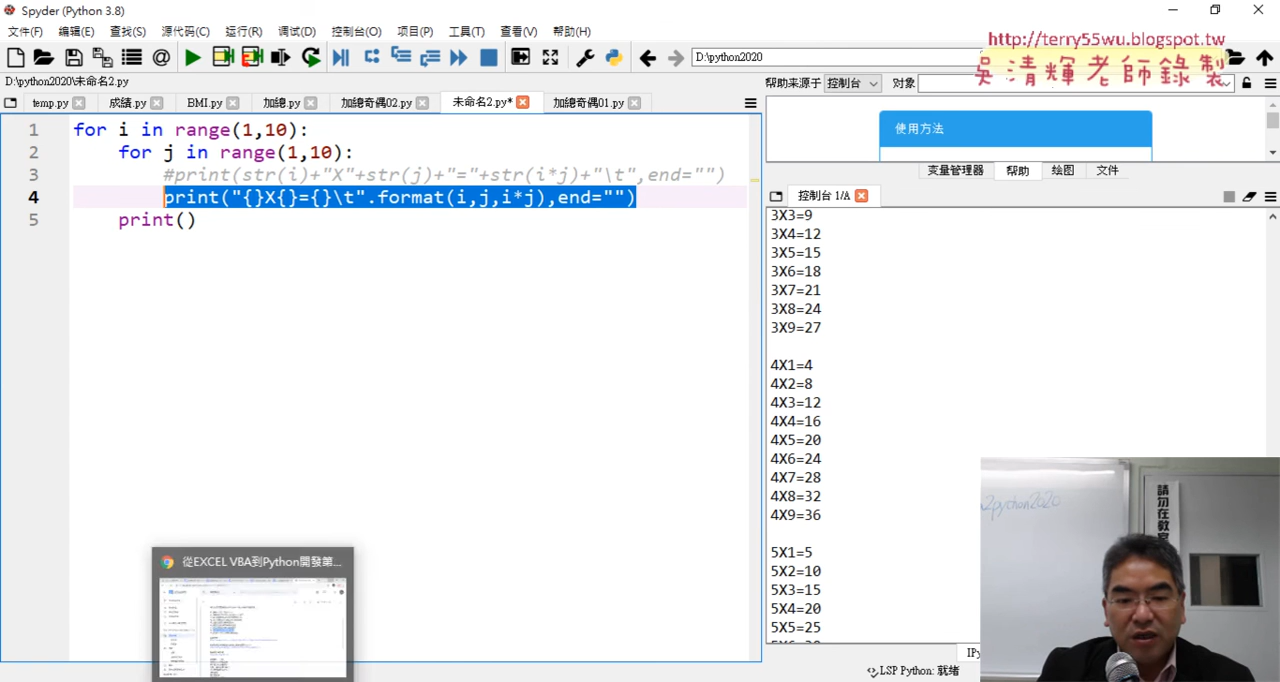 Spyder (Python 3.8)
文件(F) 编辑(E) 查找(S) 源代码(C) 运行(R) 调试(D) 控制台(O) 项目(P) 工具(T) 查看(V) 帮助(H)
D:\python2020
http://terry55wu.blogspot.tw
吳清輝老師錄製
D:\python2020\未命名2.py
帮助来源于 控制台 对象
temp.py 成績.py BMI.py 加總.py 加總奇偶02.py 未命名2.py* 加總奇偶01.py
使用方法
1 for i in range(1,10):
2 for j in range(1,10):
3 #print(str(i)+"X"+str(j)+"="+str(i*j)+"\t",end="")
4 print("{}X{}={}\t".format(i,j,i*j),end="")
5 print()
变量管理器 帮助 绘图 文件
控制台 1/A
3X3=9
3X4=12
3X5=15
3X6=18
3X7=21
3X8=24
3X9=27
4X1=4
4X2=8
4X3=12
4X4=16
4X5=20
4X6=24
4X7=28
4X8=32
4X9=36
5X1=5
5X2=10
5X3=15
5X4=20
5X5=25
從EXCEL VBA到Python開發第...
請勿在教室
python2020
LSP Python: 就绪